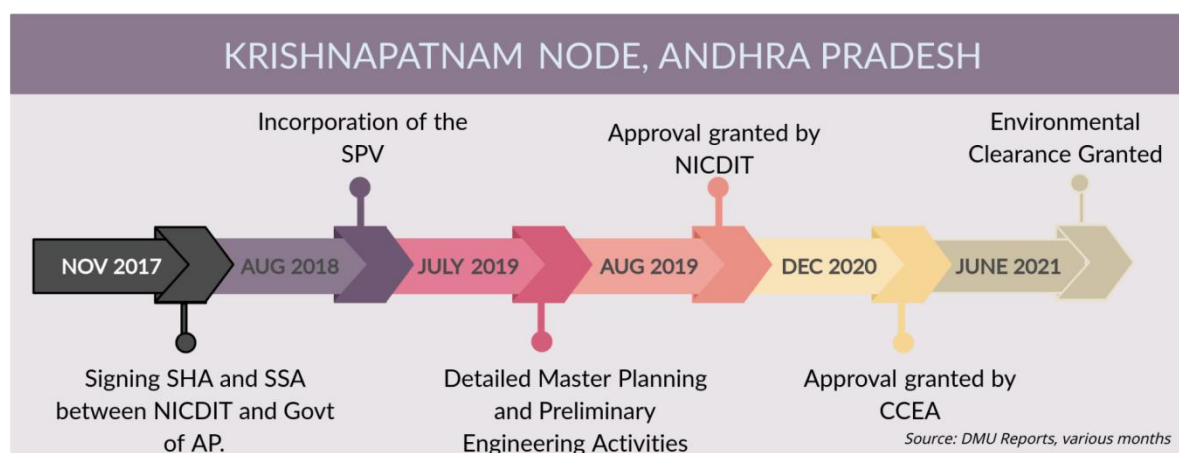 KRISHNAPATNAM NODE, ANDHRA PRADESH
Incorporation of the
SPV
Approval granted by
NICDIT
Environmental
Clearance Granted
NOV 2017
AUG 2018
JULY 2019
AUG 2019
DEC 2020
JUNE 2021
Signing SHA and SSA
between NICDIT and Govt
of AP.
Detailed Master Planning
and Preliminary
Engineering Activities
Approval granted by
CCEA
Source: DMU Reports, various months